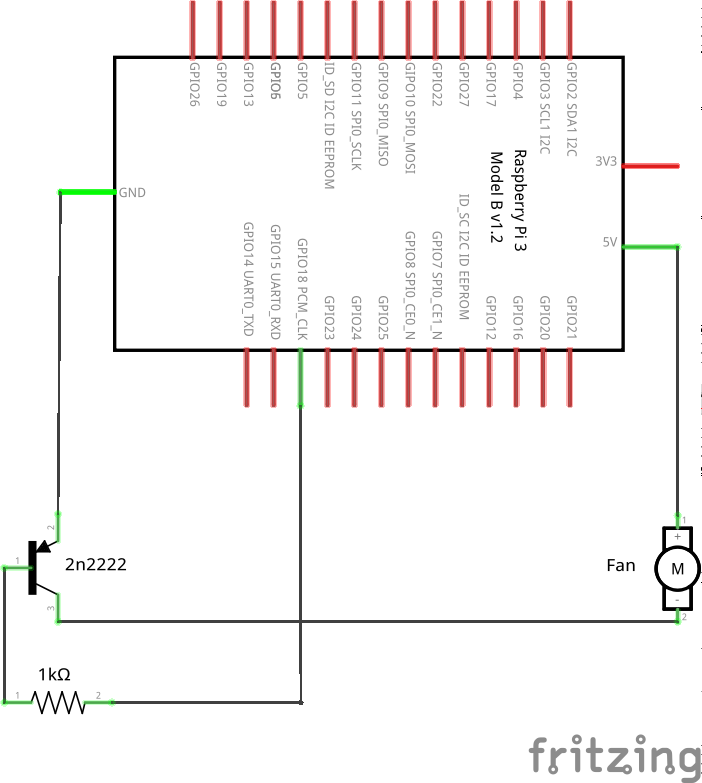 GPIO26
GPIO19
GPIO13
GPIO6
GPIO5
ID_SD I2C ID EEPROM
GPIO11 SPI0_SCLK
GPIO9 SPI0_MISO
GIPO10 SPI0_MOSI
GPIO22
GPIO27
GPIO17
GPIO4
GPIO3 SCL1 I2C
GPIO2 SDA1 I2C
Raspberry Pi 3
Model B v1.2
3V3
GND
5V
GPIO14 UART0_TXD
GPIO15 UART0_RXD
GPIO18 PCM_CLK
GPIO23
GPIO24
GPIO25
GPIO8 SPI0_CE0_N
GPIO7 SPI0_CE1_N
ID_SC I2C ID EEPROM
GPIO12
GPIO16
GPIO20
GPIO21
2
1
3
2n2222
Fan
1
+
M
-
2
1kΩ
1
2
fritzing